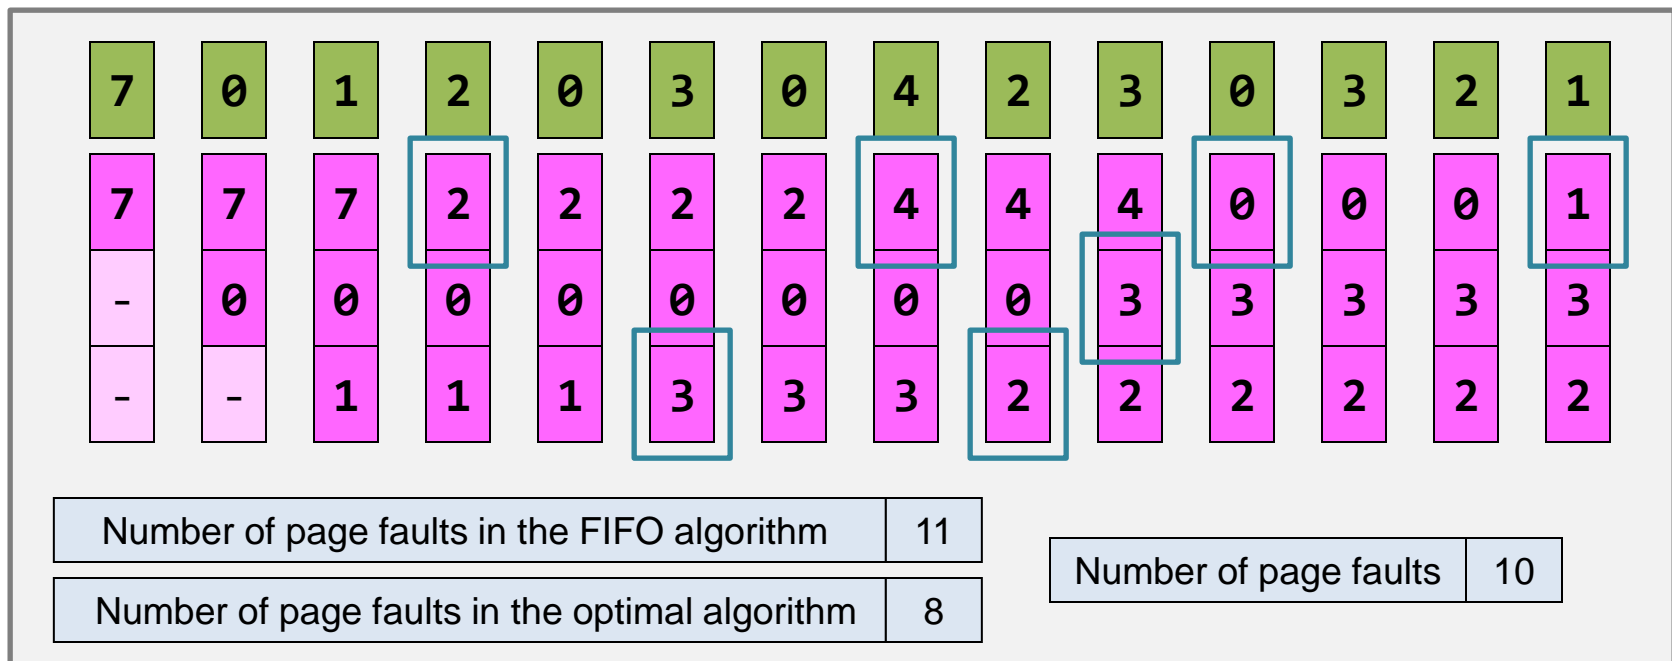 7 0 1 2 0 3 0 4 2 3 0 3 2 1
7 7 7 2 2 2 2 4 4 4 0 0 0 1
- 0 0 0 0 0 0 0 0 3 3 3 3 3
- - 1 1 1 3 3 3 2 2 2 2 2 2
Number of page faults in the FIFO algorithm 11
Number of page faults in the optimal algorithm 8
Number of page faults 10